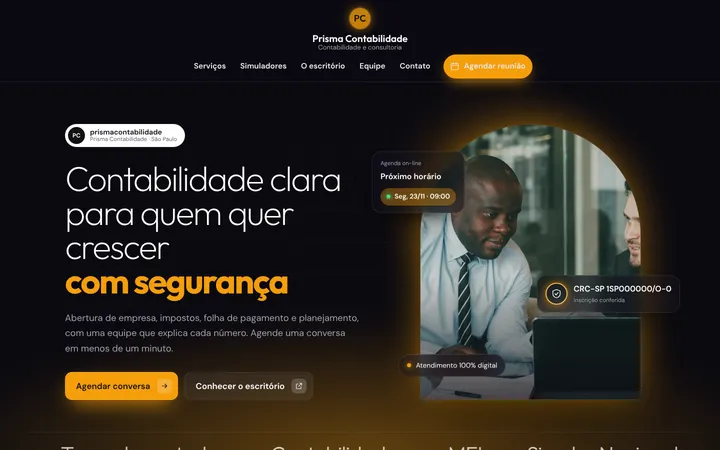 PC
Prisma Contabilidade
Contabilidade e consultoria
Serviços Simuladores O escritório Equipe Contato Agendar reunião
PC prismacontabilidade
Prisma Contabilidade · São Paulo
Contabilidade clara
para quem quer
crescer
com segurança
Abertura de empresa, impostos, folha de pagamento e planejamento,
com uma equipe que explica cada número. Agende uma conversa
em menos de um minuto.
Agendar conversa
Conhecer o escritório
Agenda on-line
Próximo horário
Seg, 23/11 · 09:00
CRC-SP 1SP000000/O-0
inscrição conferida
Atendimento 100% digital